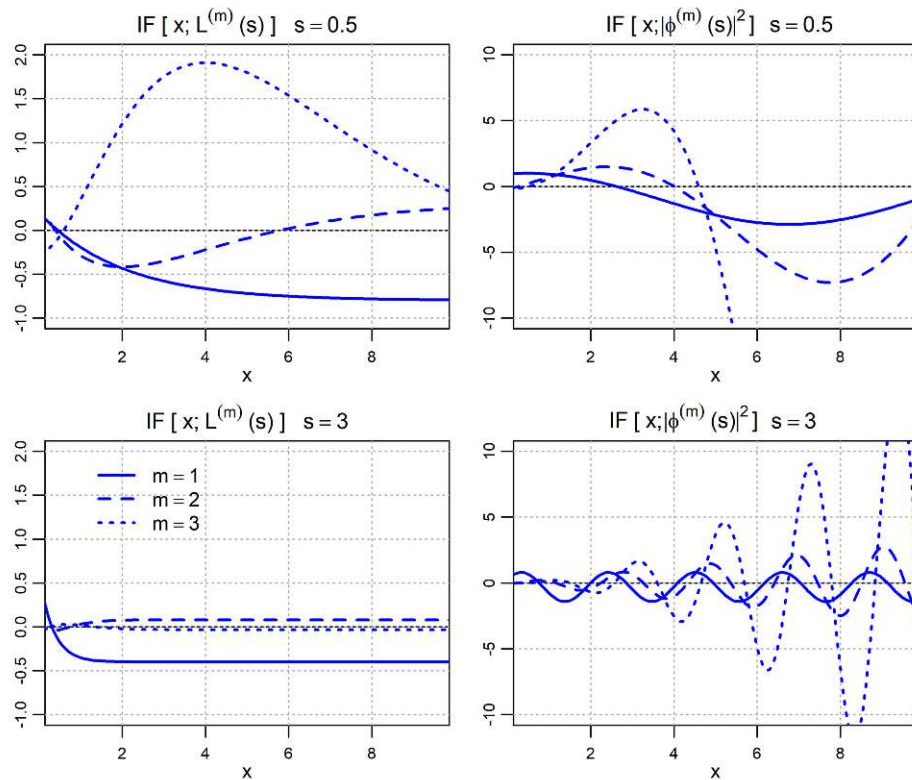 IF [ x; L^(m) (s) ] s = 0.5
2.0
1.5
1.0
0.5
0.0
-0.5
-1.0
2 4 6 8
x
IF [ x;|ϕ^(m) (s)|² ] s = 0.5
10
5
0
-5
-10
2 4 6 8
x
IF [ x; L^(m) (s) ] s = 3
2.0
1.5
1.0
0.5
0.0
-0.5
-1.0
m = 1
m = 2
m = 3
2 4 6 8
x
IF [ x;|ϕ^(m) (s)|² ] s = 3
10
5
0
-5
-10
2 4 6 8
x